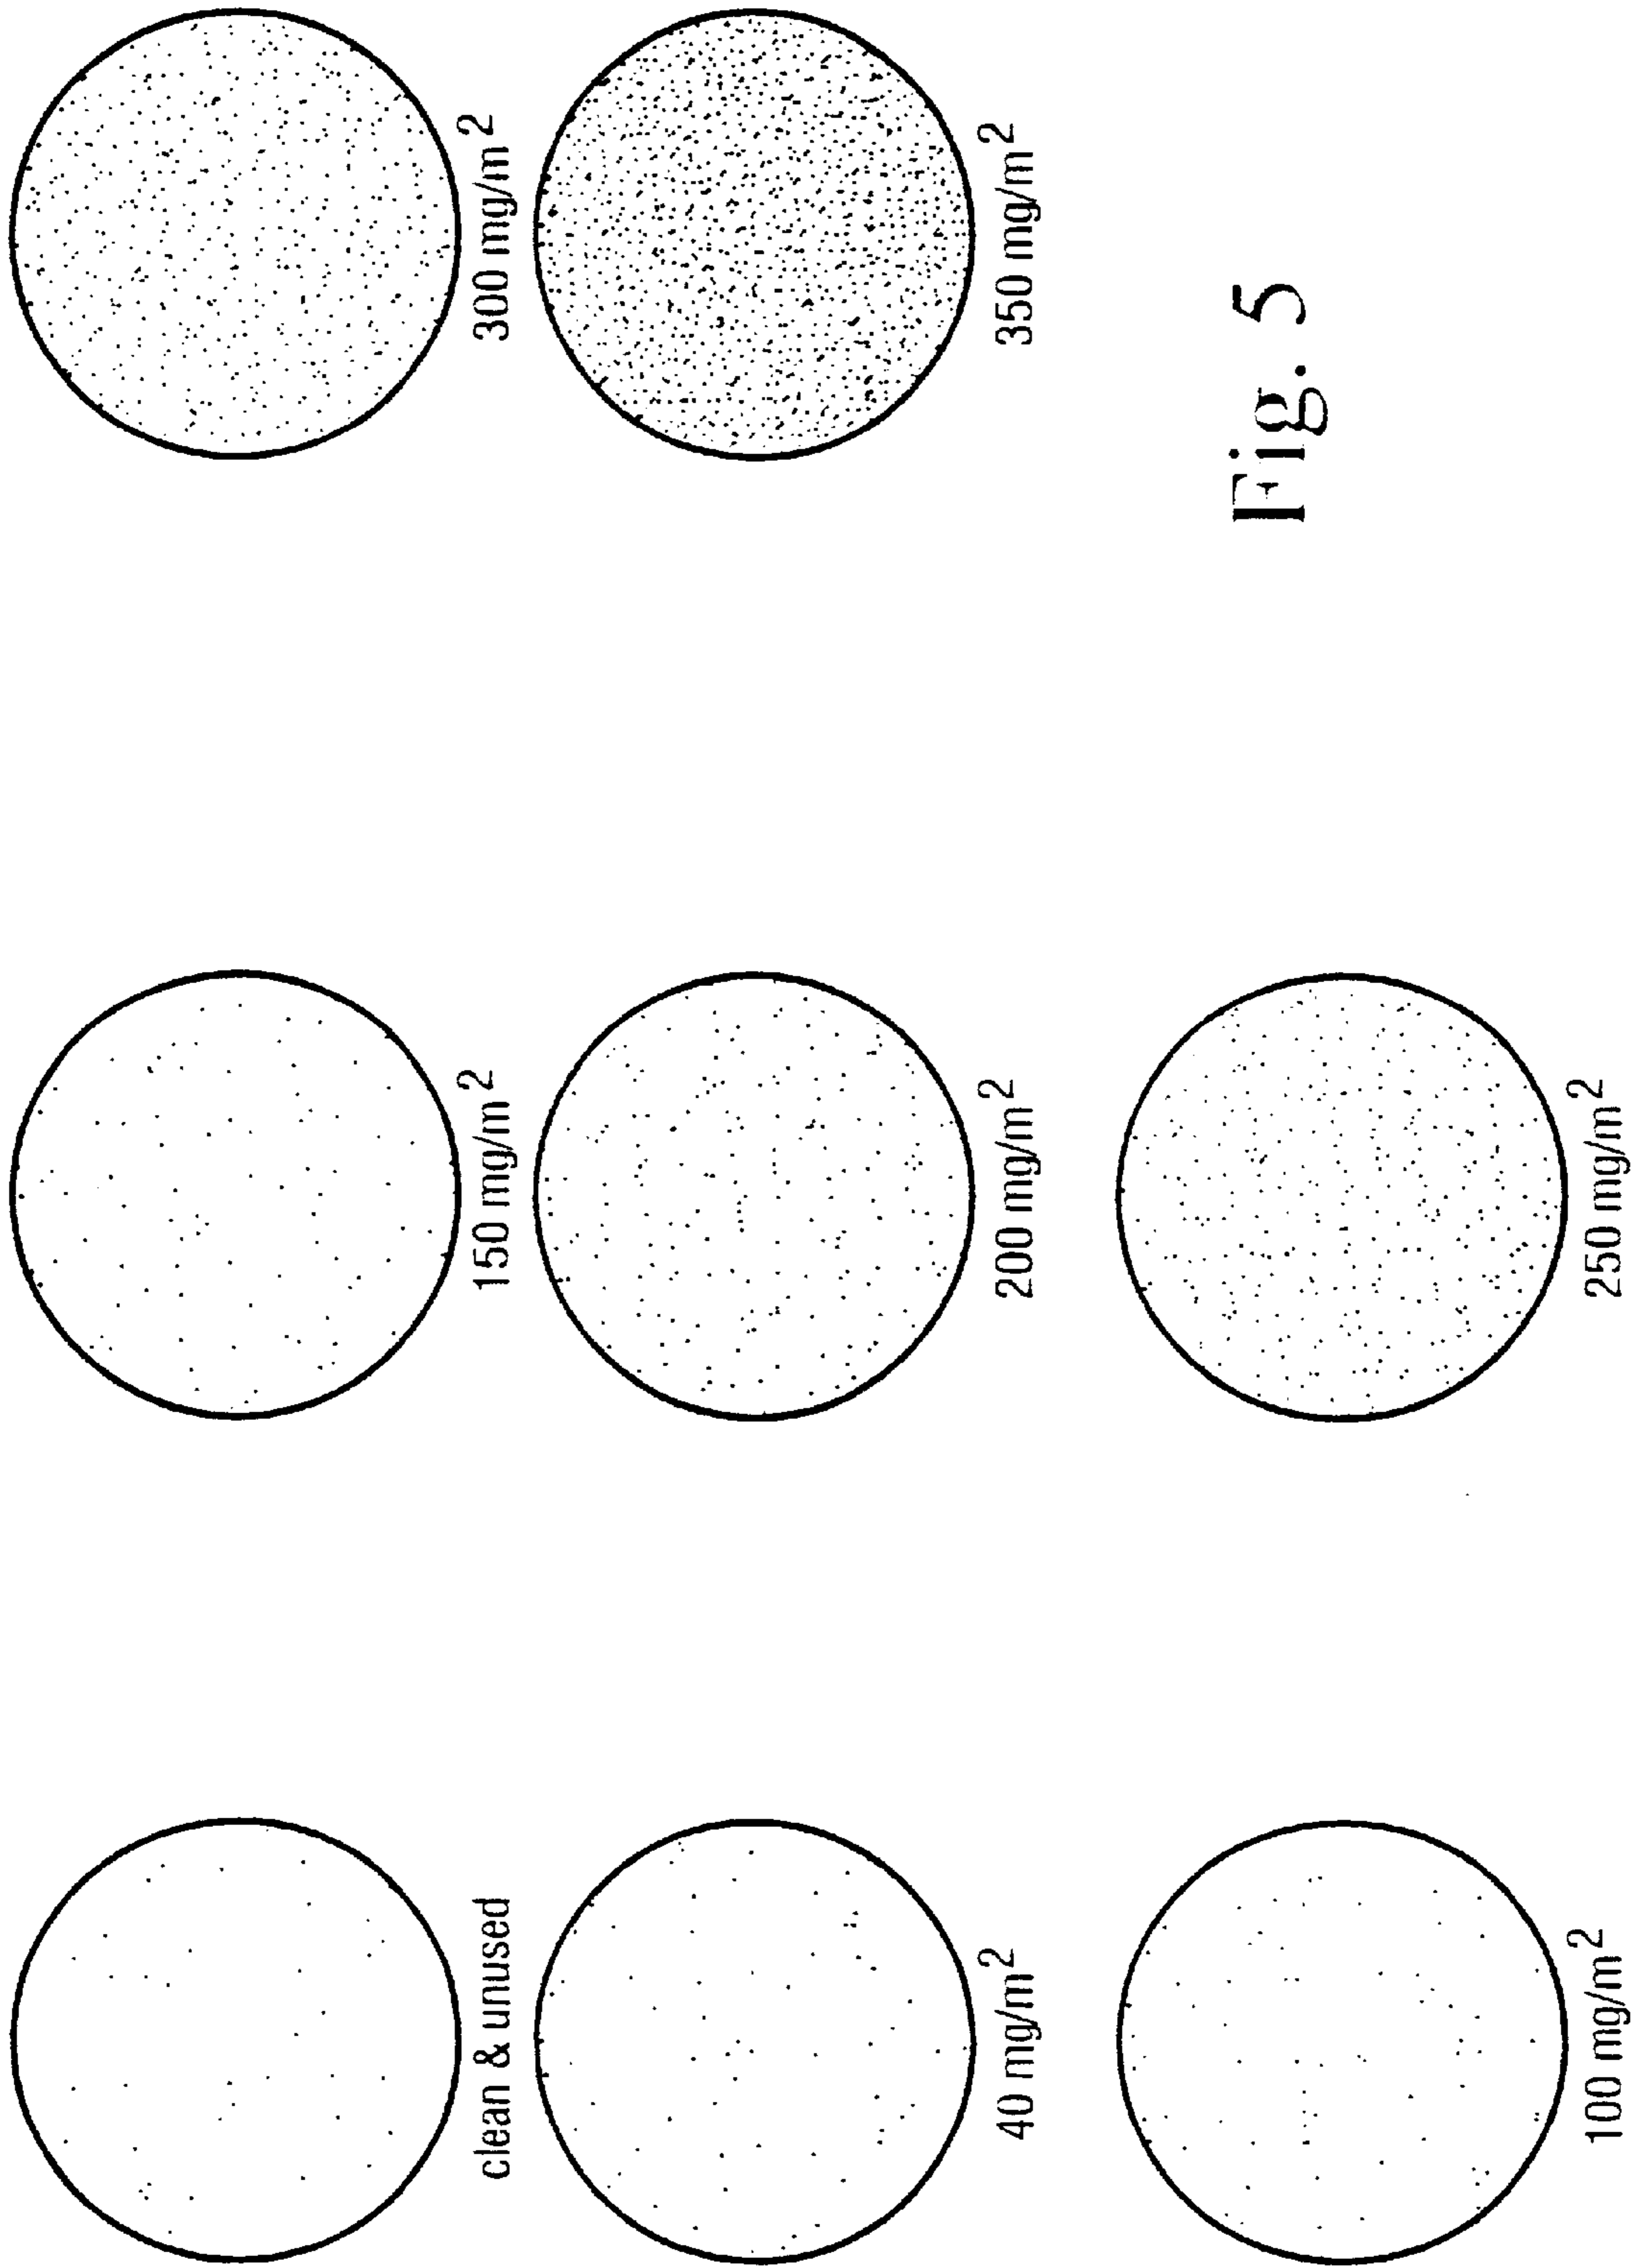 clean & unused
40 mg/m²
100 mg/m²
150 mg/m²
200 mg/m²
250 mg/m²
300 mg/m²
350 mg/m²
Fig. 5